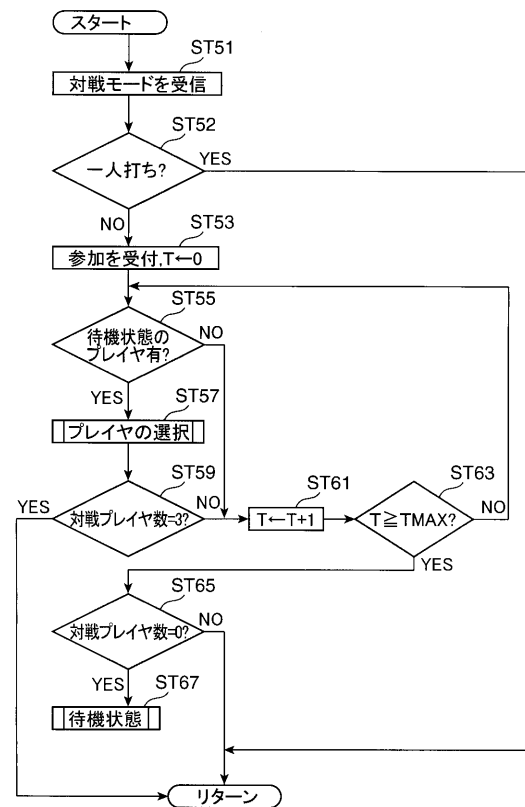 スタート
ST51
対戦モードを受信
ST52
一人打ち?
YES
NO
ST53
参加を受付,T←0
ST55
待機状態の
プレイヤ有?
NO
YES
ST57
プレイヤの選択
ST59
YES
対戦プレイヤ数=3?
NO
ST61
T←T+1
ST63
T≧TMAX?
NO
YES
ST65
対戦プレイヤ数=0?
NO
YES
ST67
待機状態
リターン